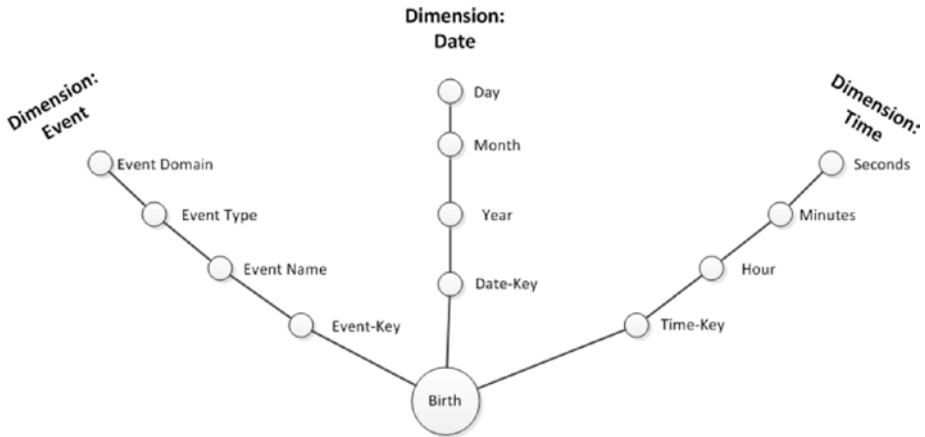 Dimension:
Date
Dimension:
Event
Dimension:
Time
Day
Month
Year
Date-Key
Event Domain
Event Type
Event Name
Event-Key
Seconds
Minutes
Hour
Time-Key
Birth